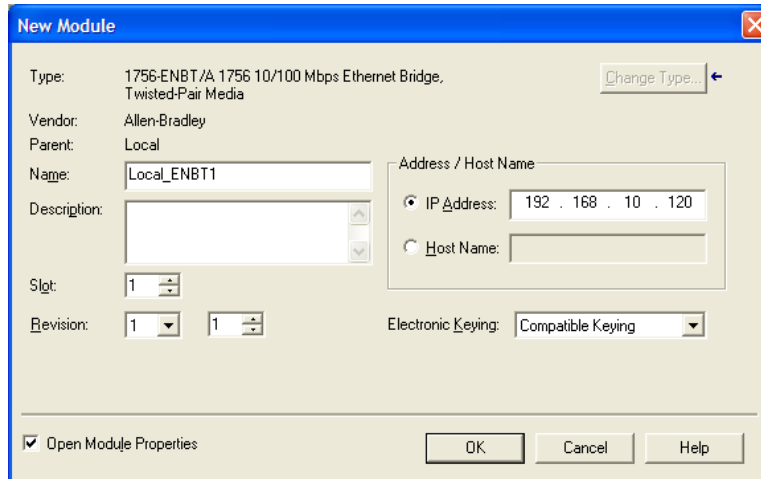 New Module
Type: 1756-ENBT/A 1756 10/100 Mbps Ethernet Bridge,
Twisted-Pair Media
Change Type...
Vendor: Allen-Bradley
Parent: Local
Name: Local_ENBT1
Address / Host Name
IP Address: 192 . 168 . 10 . 120
Description:
Host Name:
Slot: 1
Revision: 1 1
Electronic Keying: Compatible Keying
Open Module Properties
OK Cancel Help